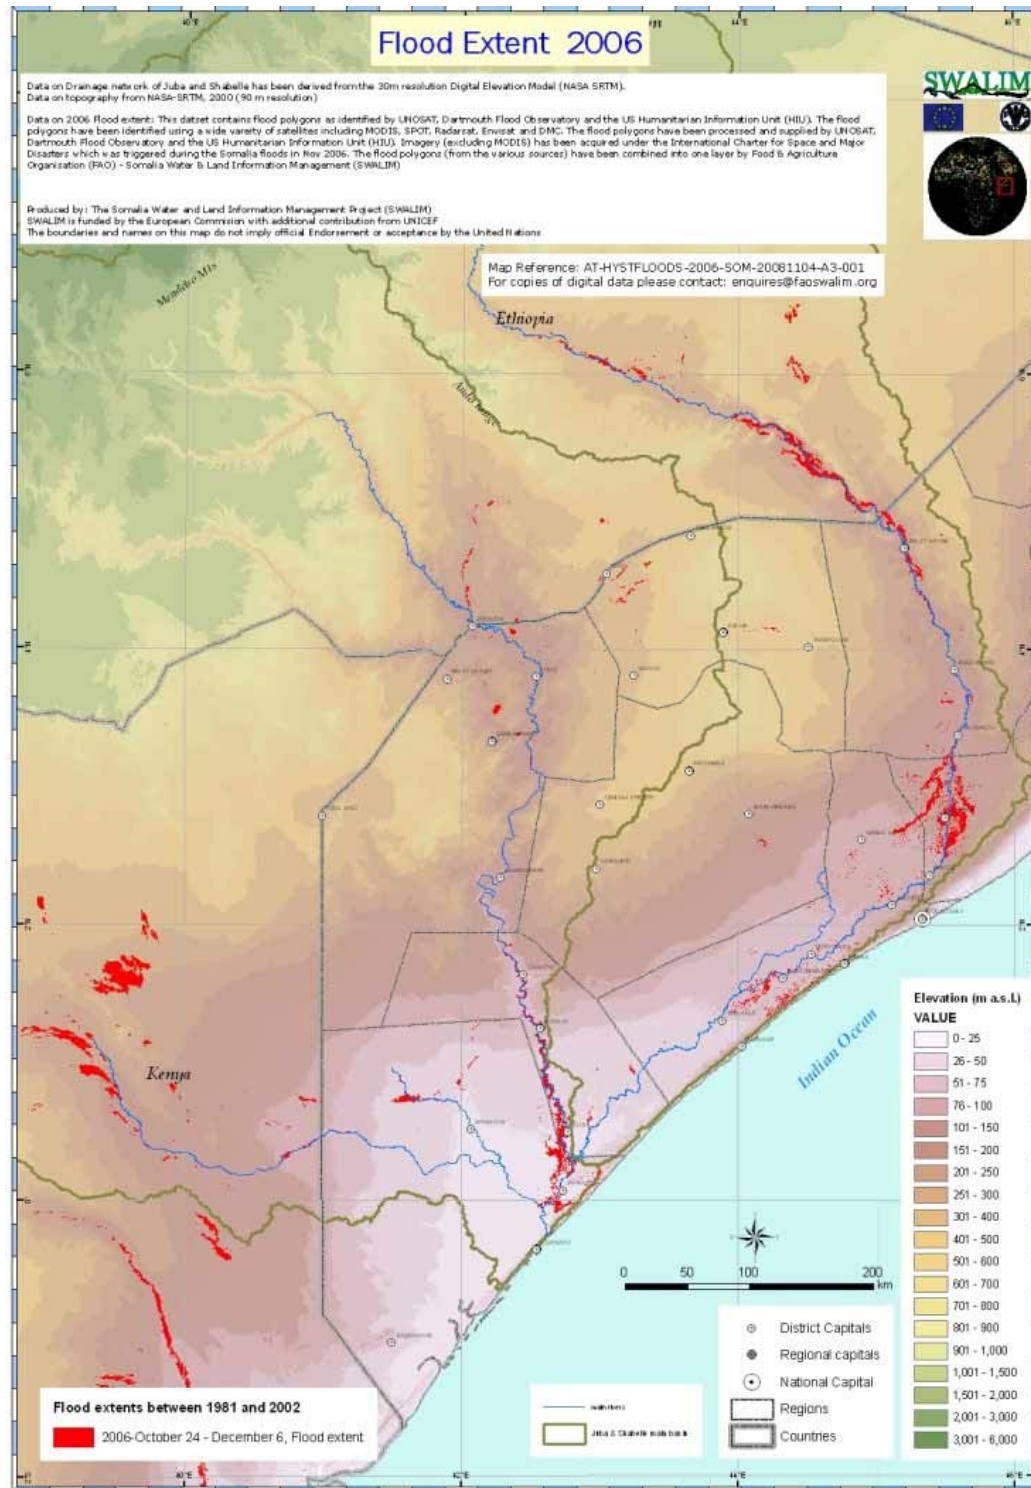 Flood Extent 2006
Data on Drainage network of Juba and Shabelle has been derived from the 30m resolution Digital Elevation Model (NASA SRTM).
Data on topography from NASA-SRTM, 2000 (90 m resolution)
Data on 2006 Flood extent: This datset contains flood polygons as identified by UNOSAT, Dartmouth Flood Observatory and the US Humanitarian Information Unit (HIU). The flood
polygons have been identified using a wide vareity of satellites including MODIS, SPOT, Radarsat, Envisat and DMC. The flood polygons have been processed and supplied by UNOSAT,
Dartmouth Flood Observatory and the US Humanitarian Information Unit (HIU). Imagery (excluding MODIS) has been acquired under the International Charter for Space and Major
Disasters which was triggered during the Somalia floods in Nov 2006. The flood polygons (from the various sources) have been combined into one layer by Food & Agriculture
Organisation (FAO) - Somalia Water & Land Information Management (SWALIM)
Produced by: The Somalia Water and Land Information Management Project (SWALIM)
SWALIM is funded by the European Commision with additional contribution from UNICEF
The boundaries and names on this map do not imply official Endorsement or acceptance by the United Nations
SWALIM
Map Reference: AT-HYSTFLOODS-2006-SOM-20081104-A3-001
For copies of digital data please contact: enquires@faoswalim.org
Mendebo Mts
Ethiopia
Kenya
Indian Ocean
Elevation (m a.s.l.)
VALUE
0 - 25
26 - 50
51 - 75
76 - 100
101 - 150
151 - 200
201 - 250
251 - 300
301 - 400
401 - 500
501 - 600
601 - 700
701 - 800
801 - 900
901 - 1,000
1,001 - 1,500
1,501 - 2,000
2,001 - 3,000
3,001 - 6,000
0 50 100 200
km
District Capitals
Regional capitals
National Capital
Regions
Countries
Flood extents between 1981 and 2002
2006-October 24 - December 6, Flood extent
40°E 42°E 44°E 46°E